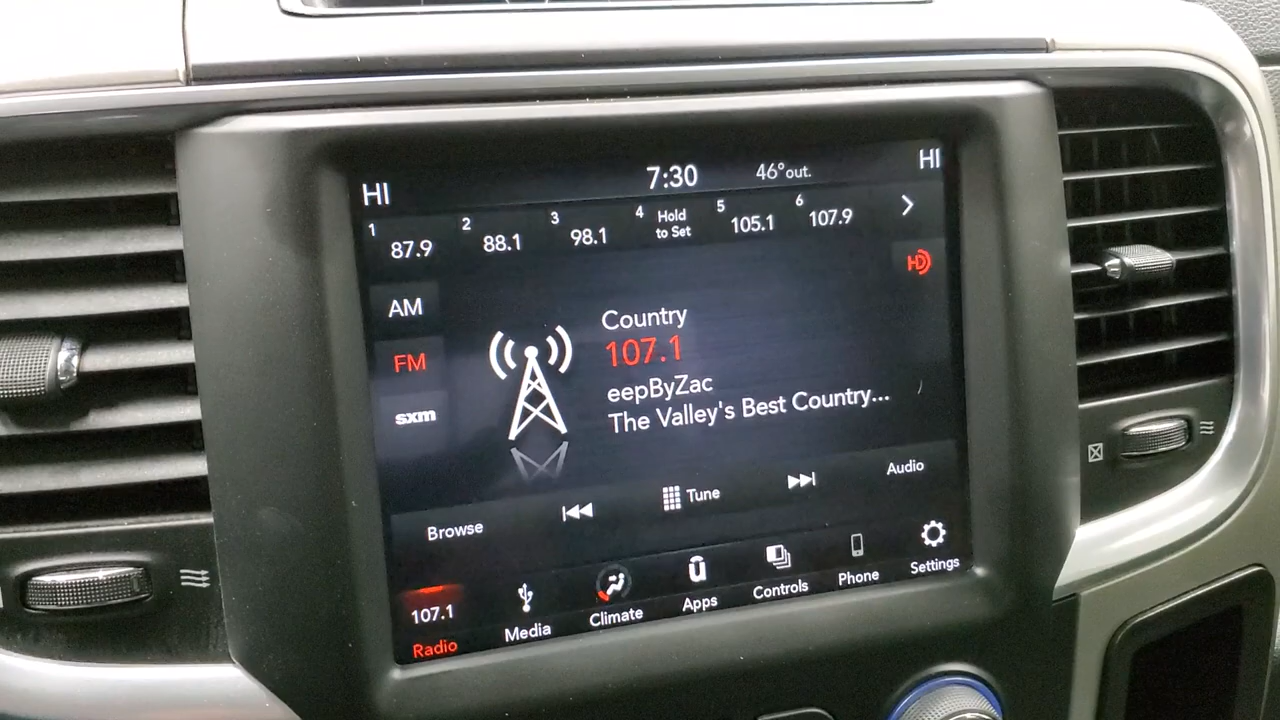 HI 7:30 46°out. HI
1 87.9 2 88.1 3 98.1 4 Hold to Set 5 105.1 6 107.9
HD
AM
FM
sxm
Country
107.1
eepByZac
The Valley's Best Country...
Browse Tune Audio
107.1
Radio Media Climate Apps Controls Phone Settings